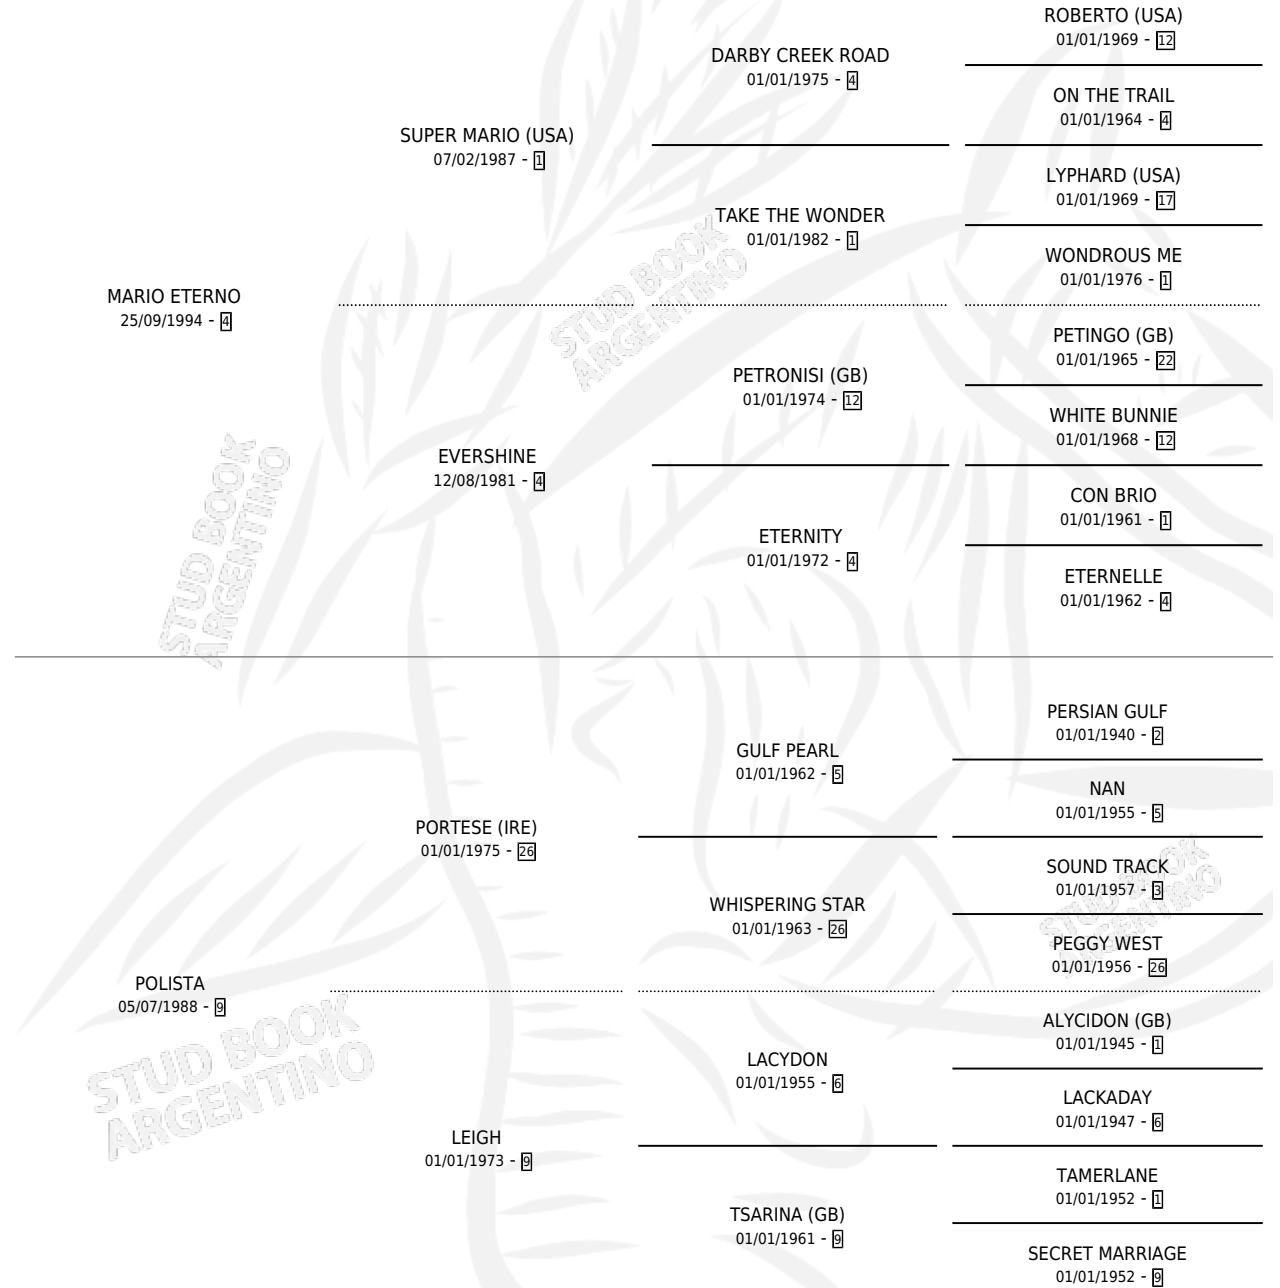 ROBERTO (USA)
01/01/1969 - 12
DARBY CREEK ROAD
01/01/1975 - 4
ON THE TRAIL
01/01/1964 - 4
SUPER MARIO (USA)
07/02/1987 - 1
LYPHARD (USA)
01/01/1969 - 17
TAKE THE WONDER
01/01/1982 - 1
WONDROUS ME
01/01/1976 - 1
MARIO ETERNO
25/09/1994 - 4
STUD BOOK
ARGENTINO
PETINGO (GB)
01/01/1965 - 22
PETRONISI (GB)
01/01/1974 - 12
WHITE BUNNIE
01/01/1968 - 12
EVERSHINE
12/08/1981 - 4
CON BRIO
01/01/1961 - 1
ETERNITY
01/01/1972 - 4
ETERNELLE
01/01/1962 - 4
STUD BOOK
ARGENTINO
PERSIAN GULF
01/01/1940 - 2
GULF PEARL
01/01/1962 - 5
NAN
01/01/1955 - 5
PORTESE (IRE)
01/01/1975 - 26
SOUND TRACK
01/01/1957 - 3
WHISPERING STAR
01/01/1963 - 26
STUD BOOK
ARGENTINO
PEGGY WEST
01/01/1956 - 26
POLISTA
05/07/1988 - 9
STUD BOOK
ARGENTINO
ALYCIDON (GB)
01/01/1945 - 1
LACYDON
01/01/1955 - 6
LACKADAY
01/01/1947 - 6
LEIGH
01/01/1973 - 9
TAMERLANE
01/01/1952 - 1
TSARINA (GB)
01/01/1961 - 9
SECRET MARRIAGE
01/01/1952 - 9